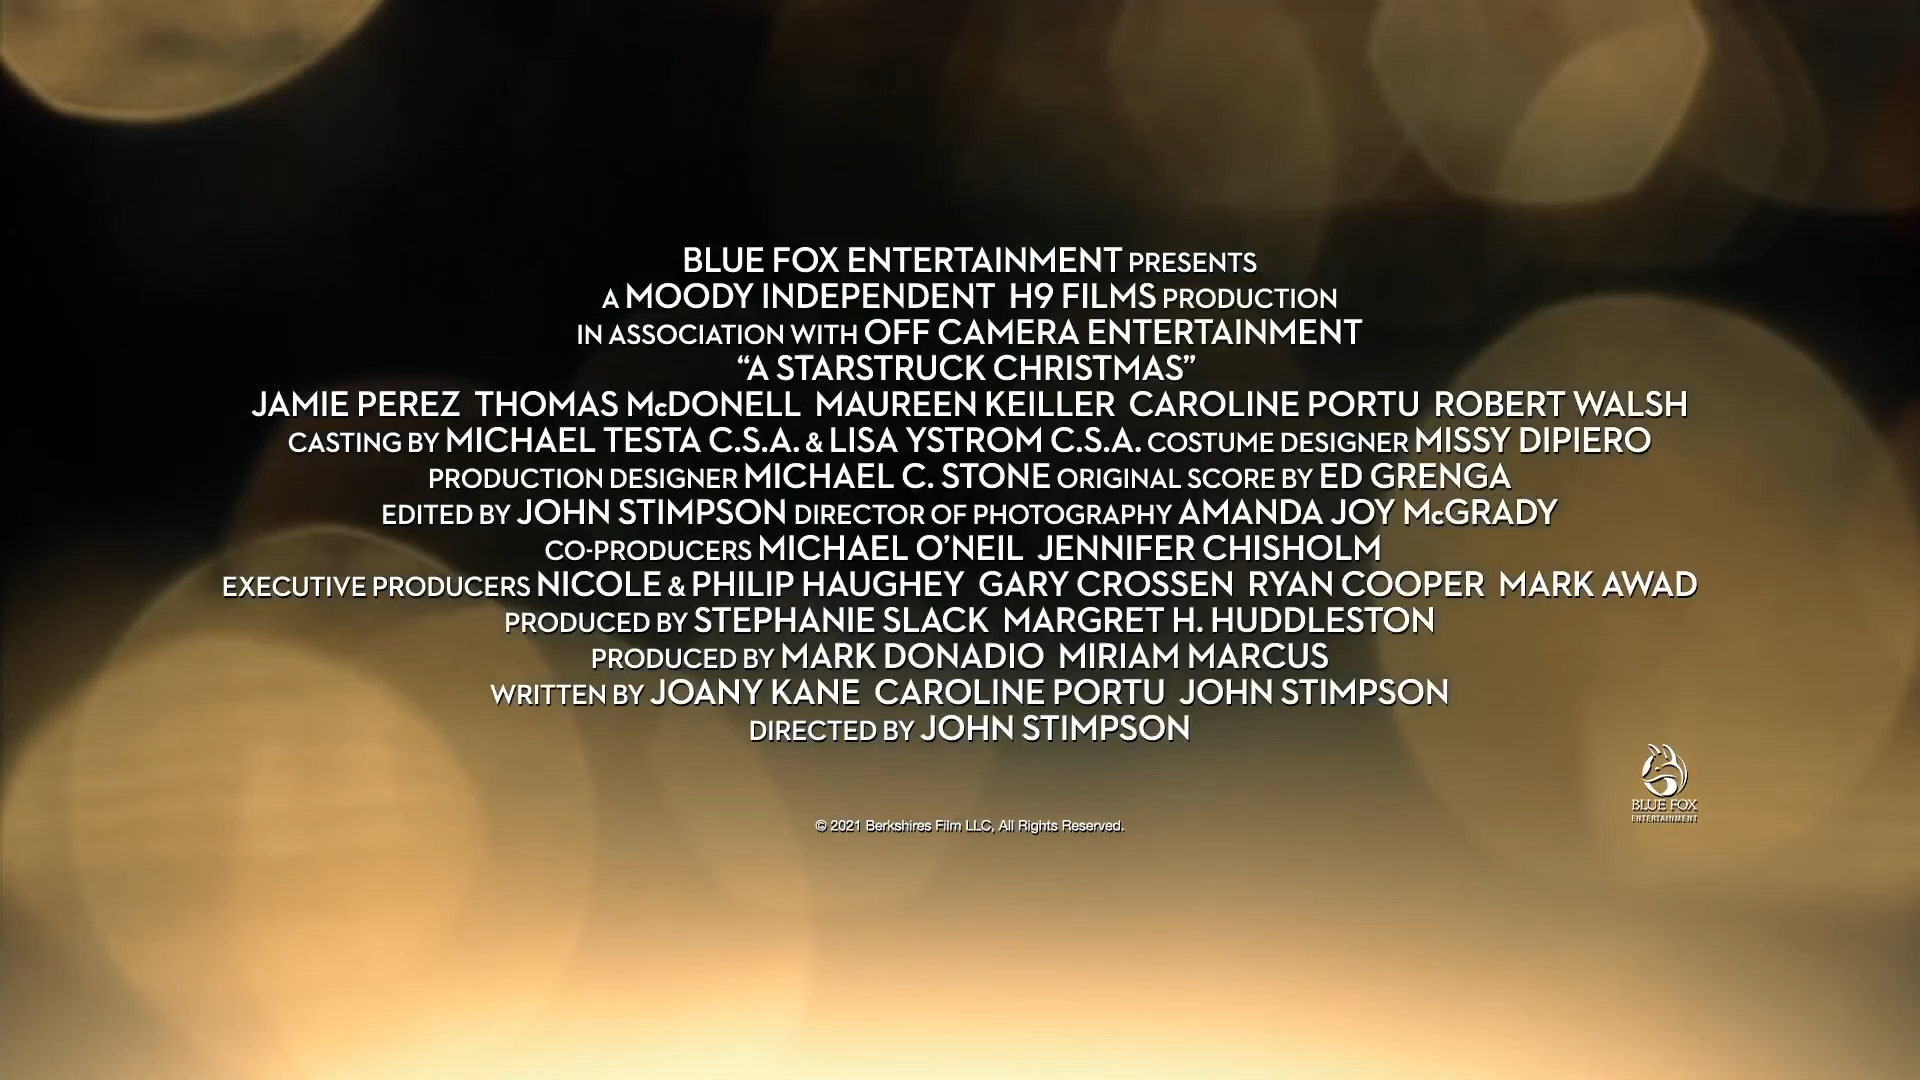 BLUE FOX ENTERTAINMENT PRESENTS
A MOODY INDEPENDENT H9 FILMS PRODUCTION
IN ASSOCIATION WITH OFF CAMERA ENTERTAINMENT
“A STARSTRUCK CHRISTMAS”
JAMIE PEREZ THOMAS McDONELL MAUREEN KEILLER CAROLINE PORTU ROBERT WALSH
CASTING BY MICHAEL TESTA C.S.A. & LISA YSTROM C.S.A. COSTUME DESIGNER MISSY DIPIERO
PRODUCTION DESIGNER MICHAEL C. STONE ORIGINAL SCORE BY ED GRENGA
EDITED BY JOHN STIMPSON DIRECTOR OF PHOTOGRAPHY AMANDA JOY McGRADY
CO-PRODUCERS MICHAEL O’NEIL JENNIFER CHISHOLM
EXECUTIVE PRODUCERS NICOLE & PHILIP HAUGHEY GARY CROSSEN RYAN COOPER MARK AWAD
PRODUCED BY STEPHANIE SLACK MARGRET H. HUDDLESTON
PRODUCED BY MARK DONADIO MIRIAM MARCUS
WRITTEN BY JOANY KANE CAROLINE PORTU JOHN STIMPSON
DIRECTED BY JOHN STIMPSON
BLUE FOX
ENTERTAINMENT
© 2021 Berkshires Film LLC, All Rights Reserved.